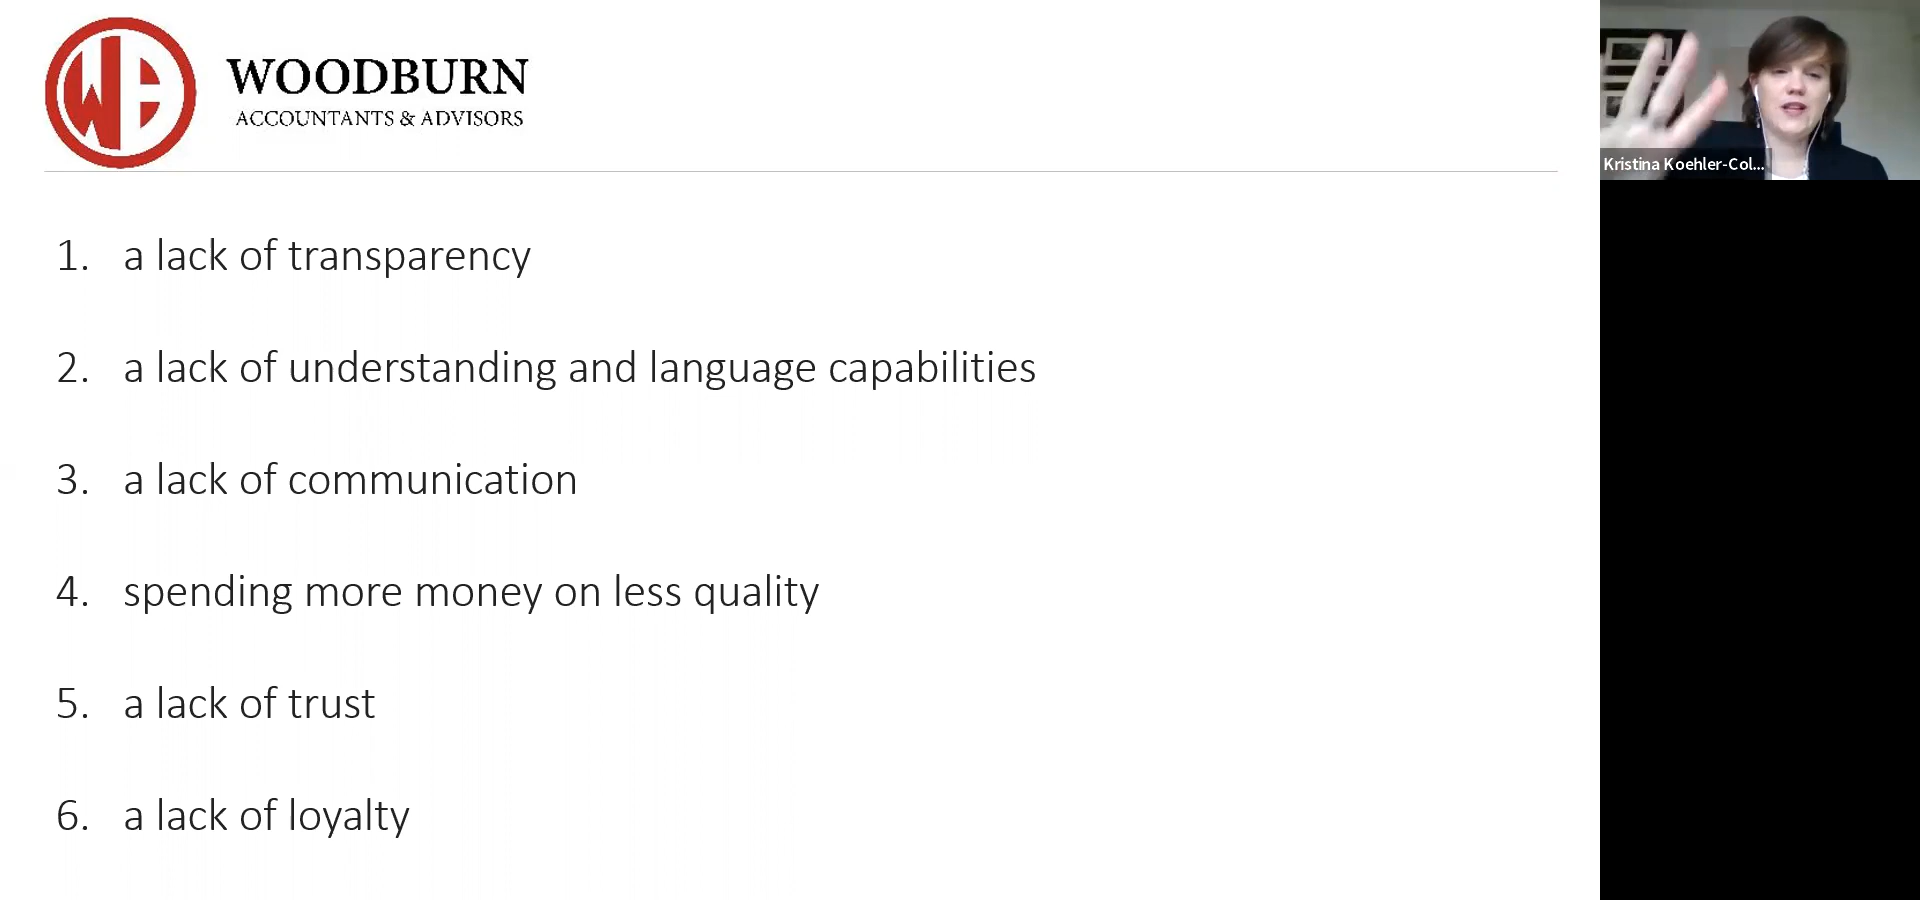 WOODBURN
ACCOUNTANTS & ADVISORS
1. a lack of transparency
2. a lack of understanding and language capabilities
3. a lack of communication
4. spending more money on less quality
5. a lack of trust
6. a lack of loyalty
Kristina Koehler-Col...